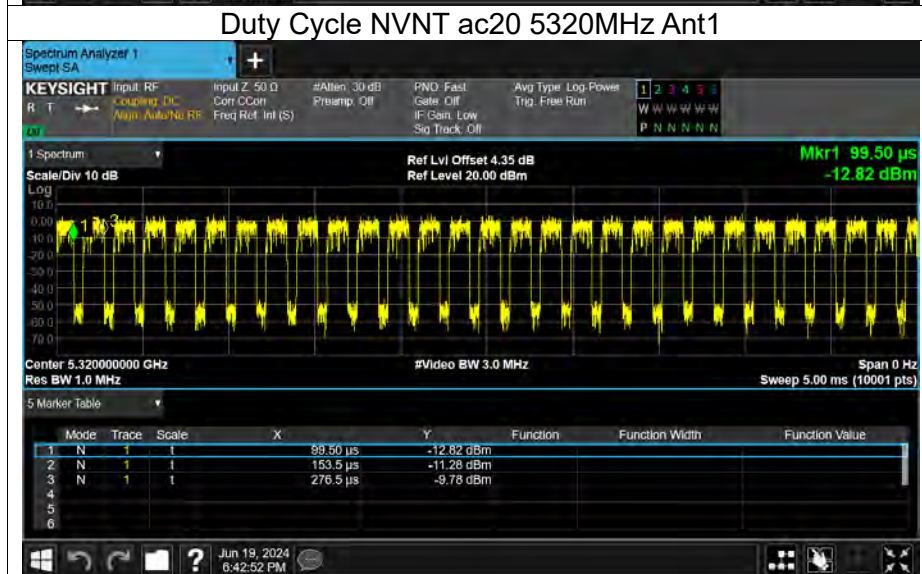 Duty Cycle NVNT ac20 5320MHz Ant1
Spectrum Analyzer 1
Swept SA
+
KEYSIGHT Input: RF Input Z: 50 Ω #Atten: 30 dB PNO: Fast Avg Type: Log-Power 1 2 3 4 5 6
R T Coupling: DC Corr CCorr Preamp: Off Gate: Off Trig: Free Run W W W W W W
Align: Auto/No RF Freq Ref: Int (S) IF Gain: Low
Sig Track: Off P N N N N N
1 Spectrum Ref Lvl Offset 4.35 dB Mkr1 99.50 µs
Scale/Div 10 dB Ref Level 20.00 dBm -12.82 dBm
Log
10.0
0.00 1 3
-10.0
-20.0
-30.0
-40.0
-50.0
-60.0
-70.0
Center 5.320000000 GHz #Video BW 3.0 MHz Span 0 Hz
Res BW 1.0 MHz Sweep 5.00 ms (10001 pts)
5 Marker Table
Mode Trace Scale X Y Function Function Width Function Value
1 N 1 t 99.50 µs -12.82 dBm
2 N 1 t 153.5 µs -11.28 dBm
3 N 1 t 276.5 µs -9.78 dBm
4
5
6
? Jun 19, 2024
6:42:52 PM